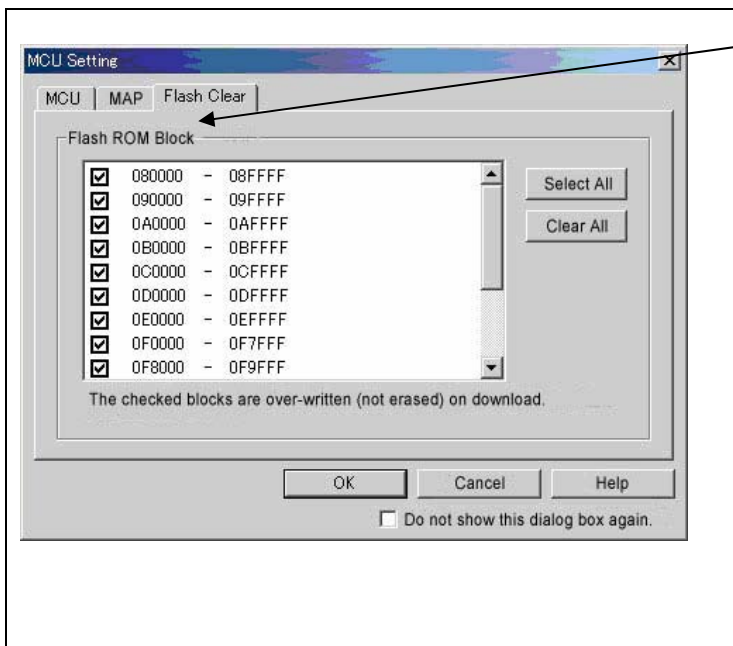 MCU Setting
MCU MAP Flash Clear
Flash ROM Block
080000 - 08FFFF
090000 - 09FFFF
0A0000 - 0AFFFF
0B0000 - 0BFFFF
0C0000 - 0CFFFF
0D0000 - 0DFFFF
0E0000 - 0EFFFF
0F0000 - 0F7FFF
0F8000 - 0F9FFF
Select All
Clear All
The checked blocks are over-written (not erased) on download.
OK Cancel Help
Do not show this dialog box again.